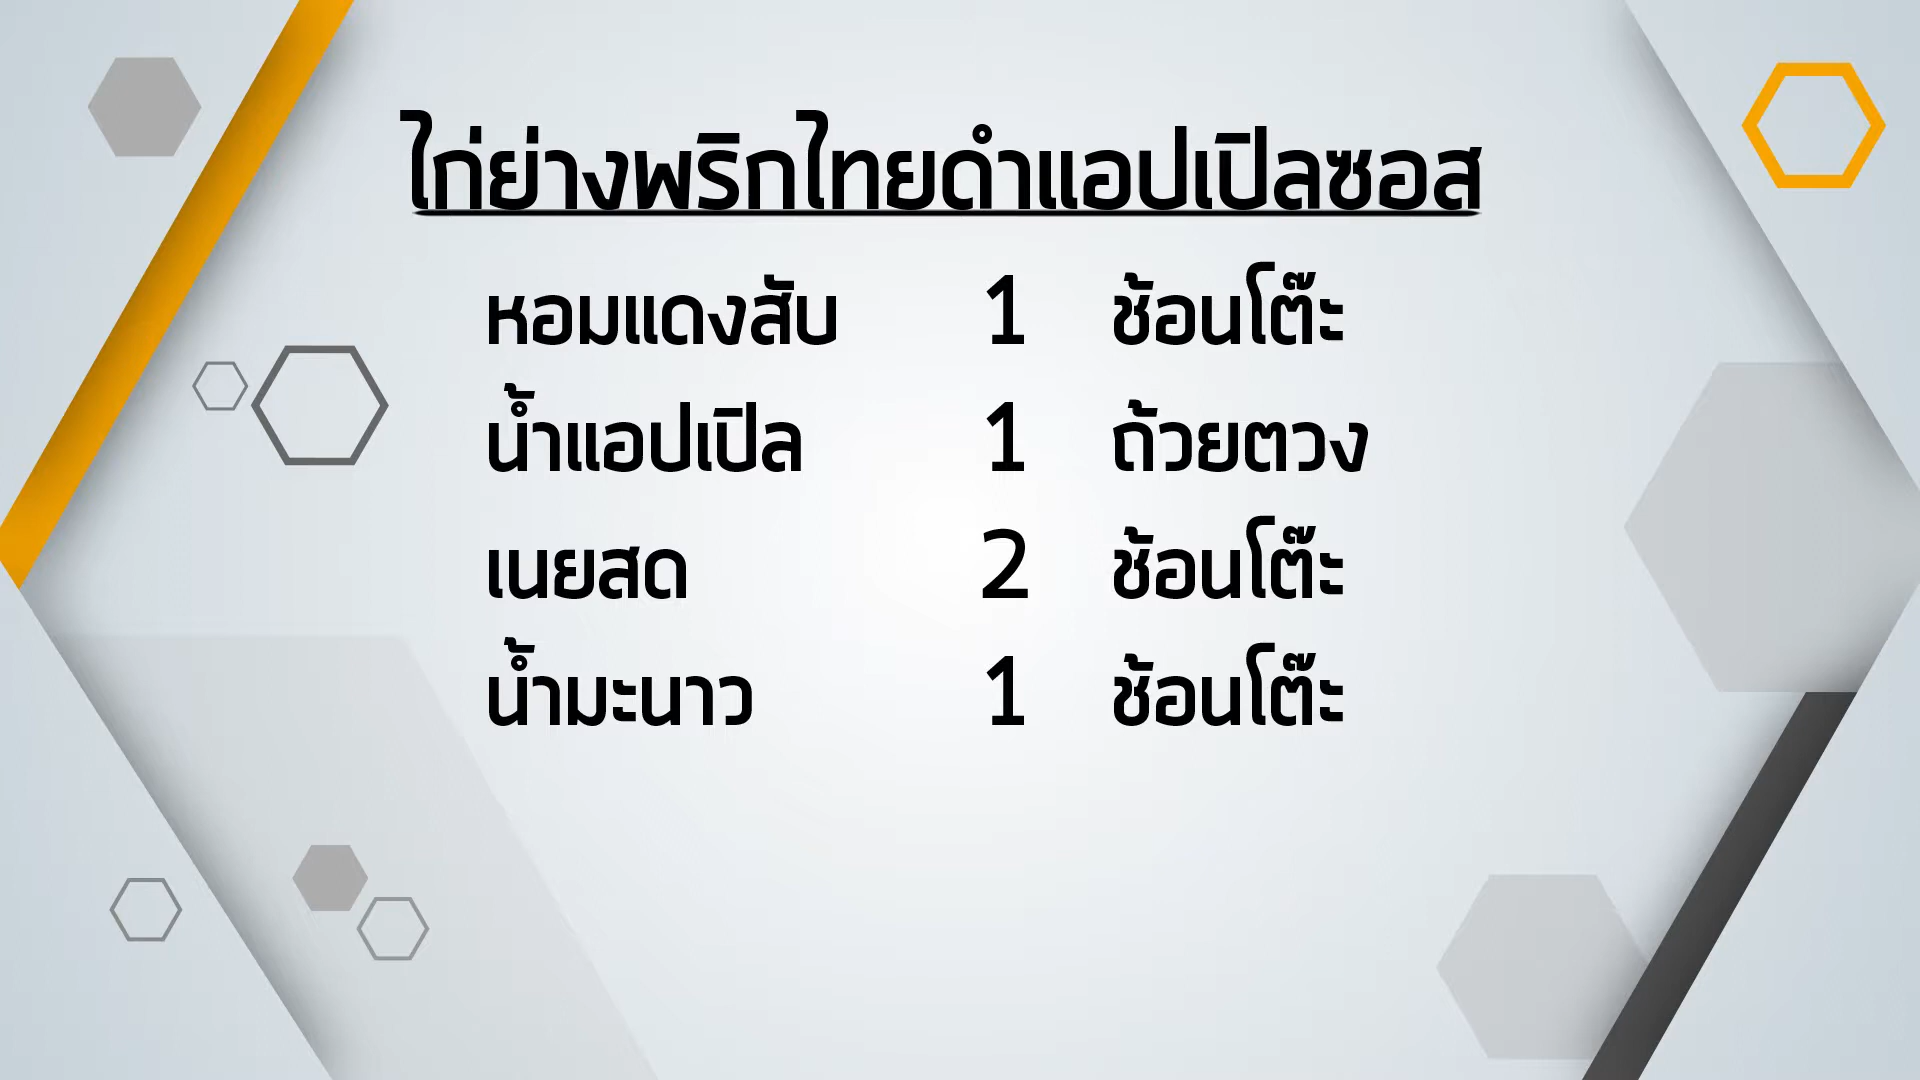 ไก่ย่างพริกไทยดำแอปเปิลซอส
หอมแดงสับ 1 ช้อนโต๊ะ
น้ำแอปเปิล 1 ถ้วยตวง
เนยสด 2 ช้อนโต๊ะ
น้ำมะนาว 1 ช้อนโต๊ะ